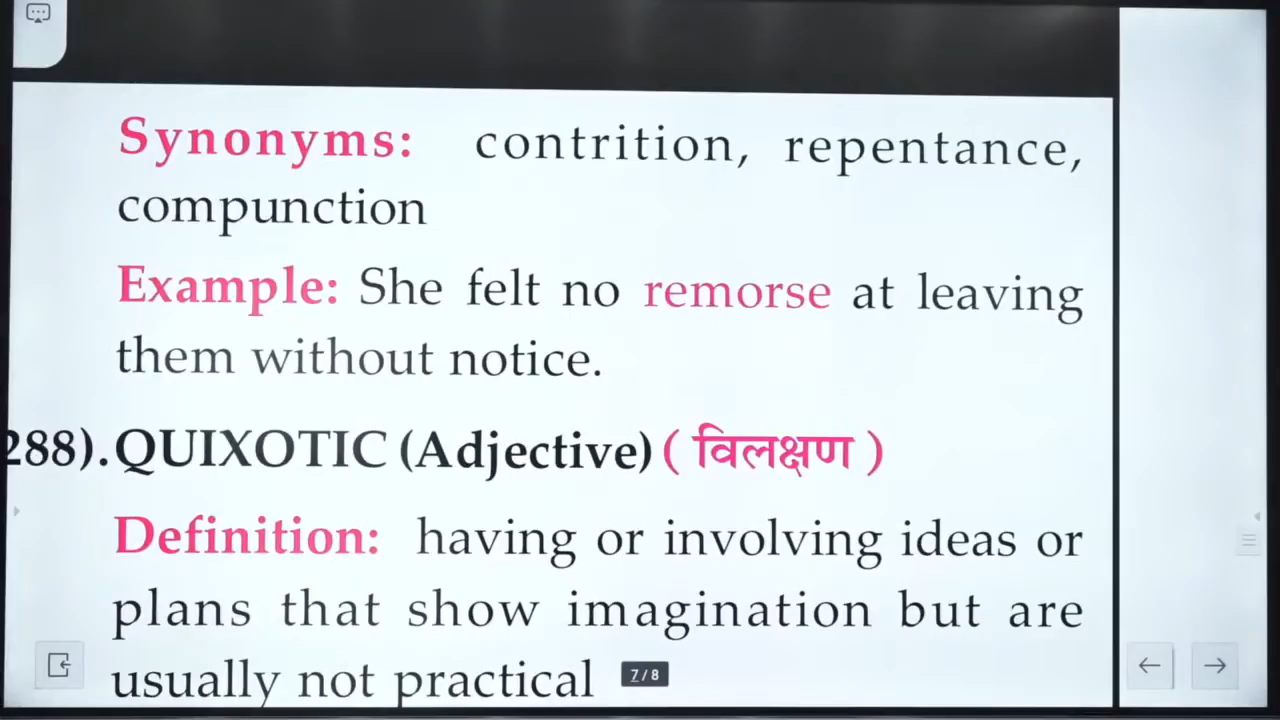 Synonyms: contrition, repentance,
compunction
Example: She felt no remorse at leaving
them without notice.
288).QUIXOTIC (Adjective) ( विलक्षण )
Definition: having or involving ideas or
plans that show imagination but are
usually not practical
7/8